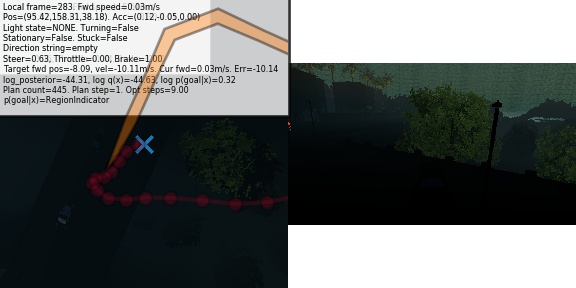 Local frame=283. Fwd speed=0.03m/s
Pos=(95.42,158.31,38.18). Acc=(0.12,-0.05,0.00)
Light state=NONE. Turning=False
Stationary=False. Stuck=False
Direction string=empty
Steer=0.63, Throttle=0.00, Brake=1.00,
Target fwd pos=-8.09, vel=-10.11m/s. Cur fwd=0.03m/s. Err=-10.14
log_posterior=-44.31, log q(x)=-44.63, log p(goal|x)=0.32
Plan count=445. Plan step=1. Opt steps=9.00
p(goal|x)=RegionIndicator